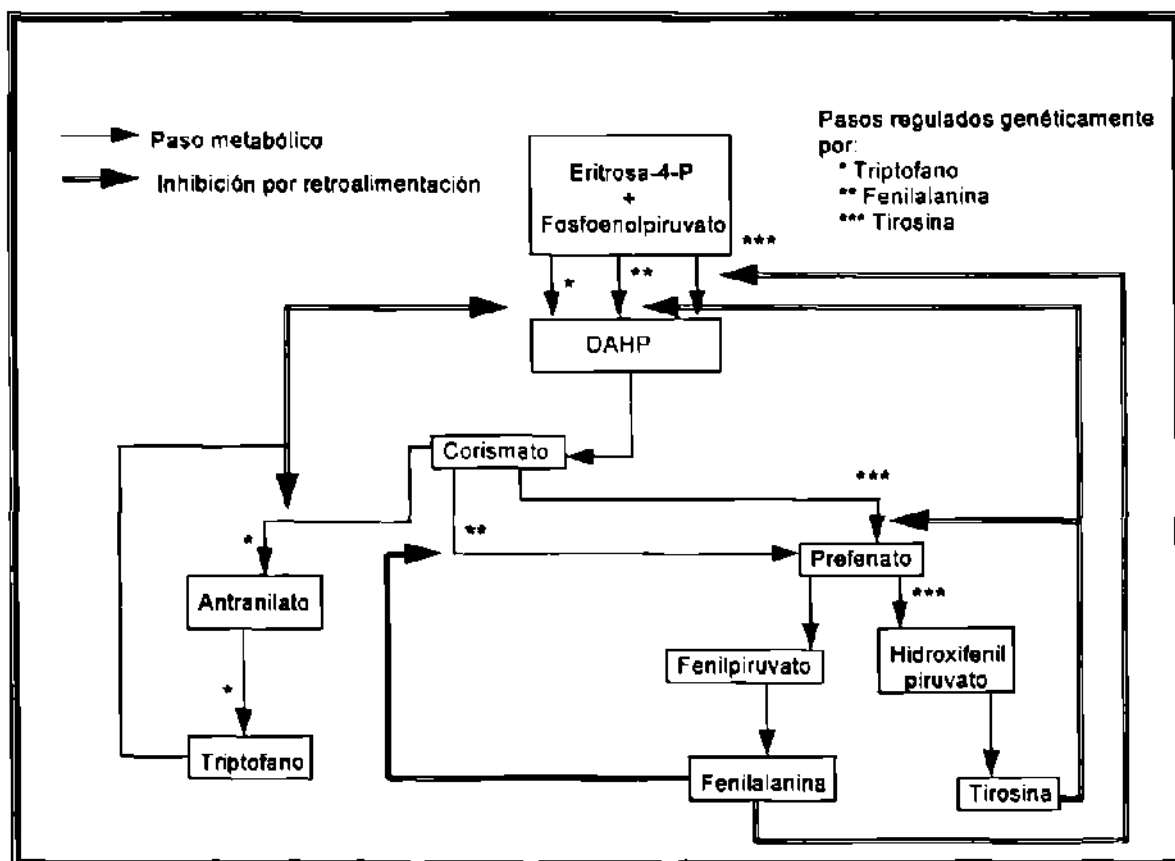 Paso metabólico
Inhibición por retroalimentación
Pasos regulados genéticamente
por:
* Triptofano
** Fenilalanina
*** Tirosina
Eritrosa-4-P
+
Fosfoenolpiruvato
***
*
**
DAHP
Corismato
***
*
**
Prefenato
Antranilato
***
Fenilpiruvato
Hidroxifenil
piruvato
*
Triptofano
Fenilalanina
Tirosina